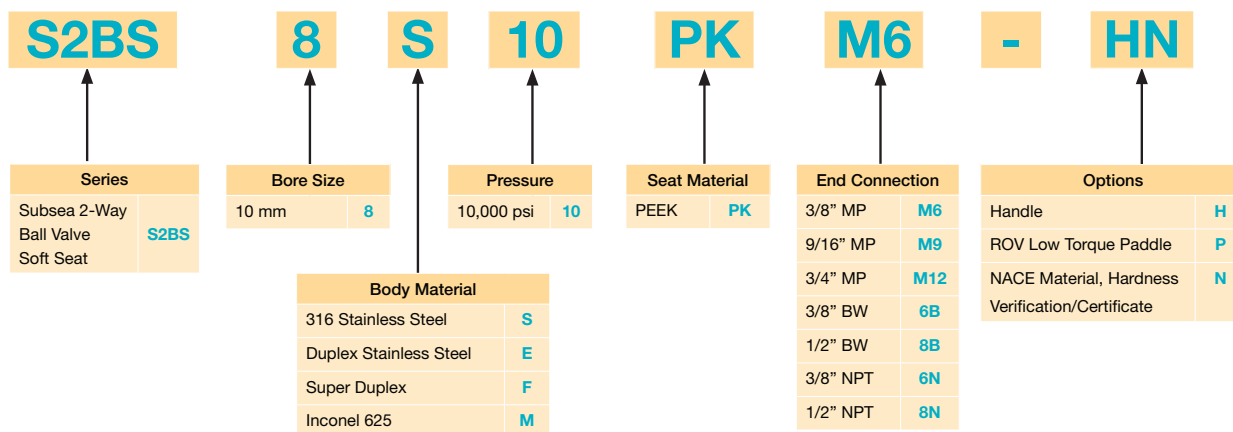 S2BS 8 S 10 PK M6 - HN
Series
Subsea 2-Way
Ball Valve
Soft Seat
S2BS
Bore Size
10 mm 8
Body Material
316 Stainless Steel S
Duplex Stainless Steel E
Super Duplex F
Inconel 625 M
Pressure
10,000 psi 10
Seat Material
PEEK PK
End Connection
3/8” MP M6
9/16” MP M9
3/4” MP M12
3/8” BW 6B
1/2” BW 8B
3/8” NPT 6N
1/2” NPT 8N
Options
Handle H
ROV Low Torque Paddle P
NACE Material, Hardness N
Verification/Certificate